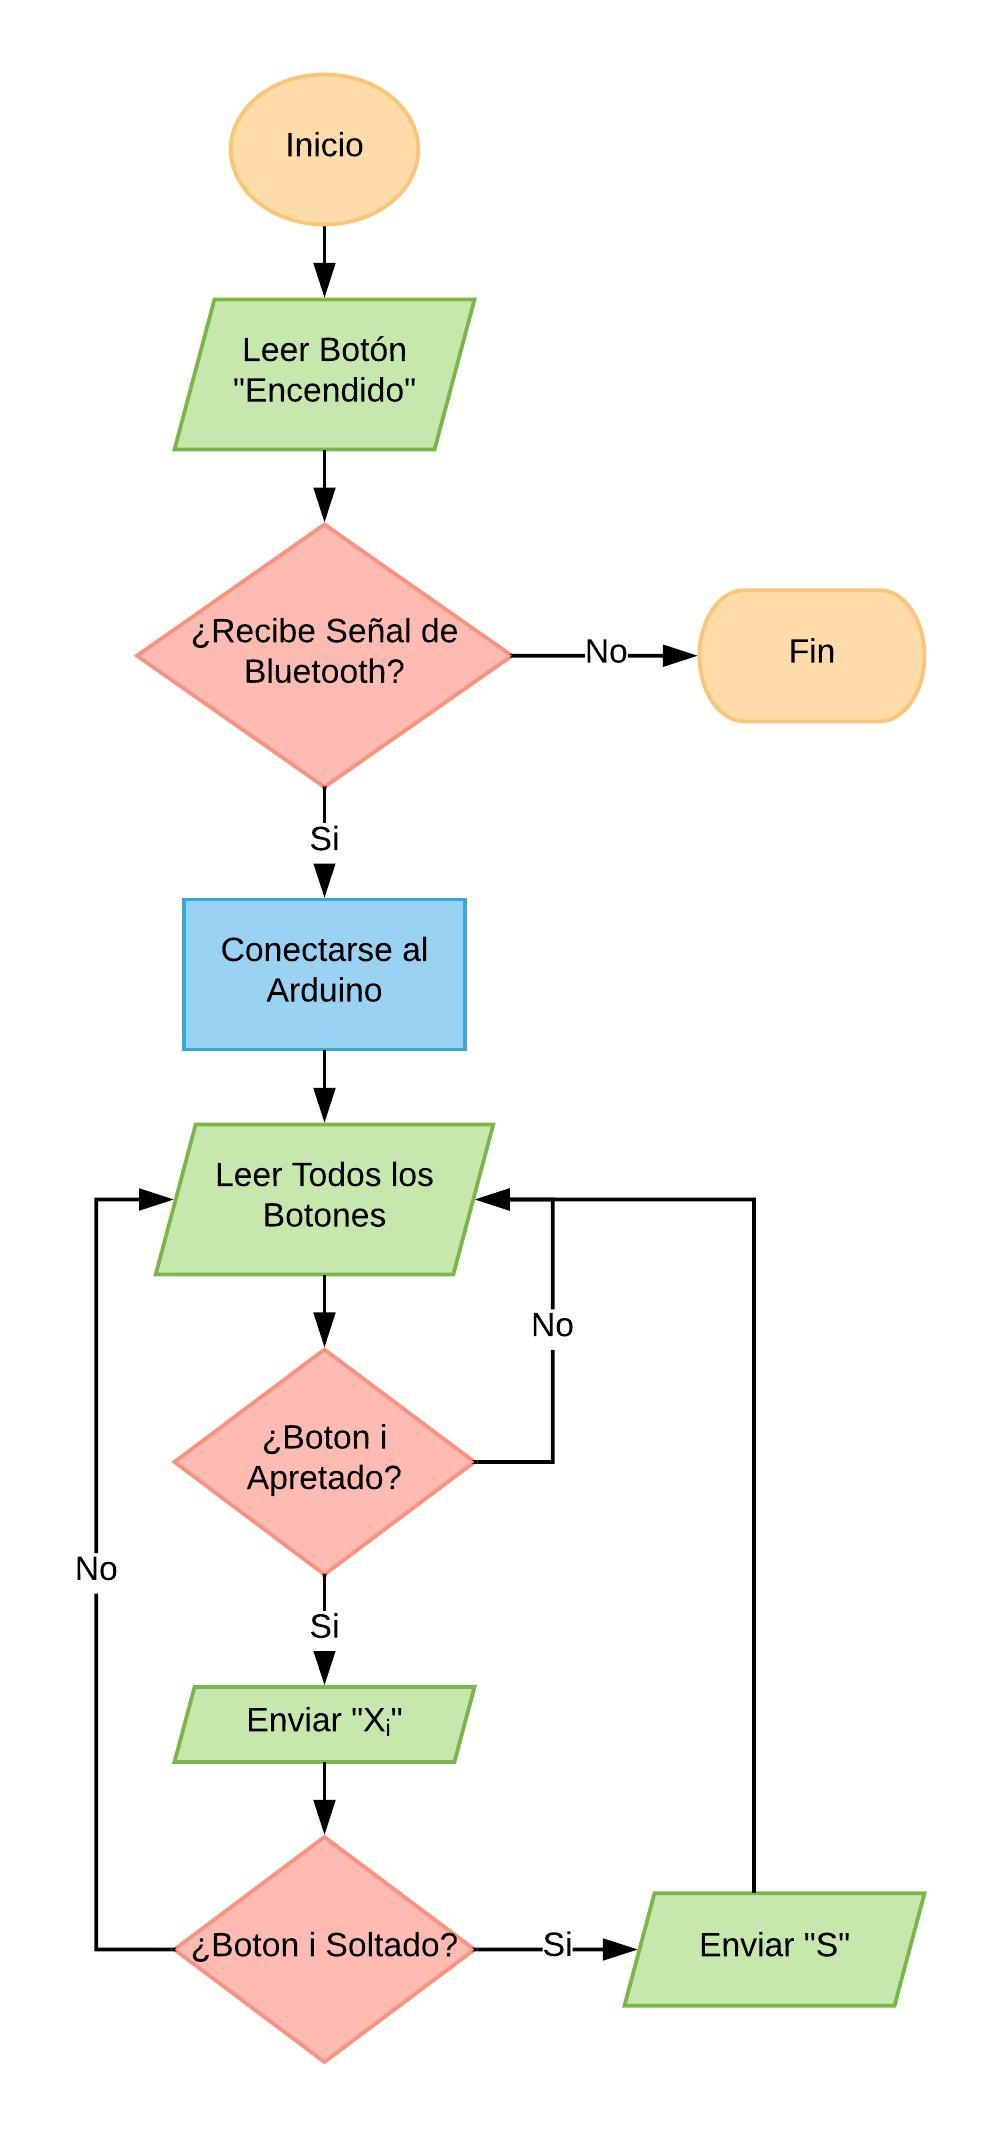 Inicio
Leer Botón
"Encendido"
¿Recibe Señal de
Bluetooth?
No
Fin
Si
Conectarse al
Arduino
Leer Todos los
Botones
No
¿Boton i
Apretado?
No
Si
Enviar "Xᵢ"
¿Boton i Soltado?
Si
Enviar "S"